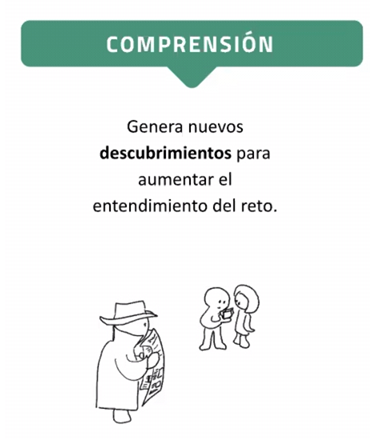 COMPRENSIÓN
Genera nuevos
descubrimientos para
aumentar el
entendimiento del reto.